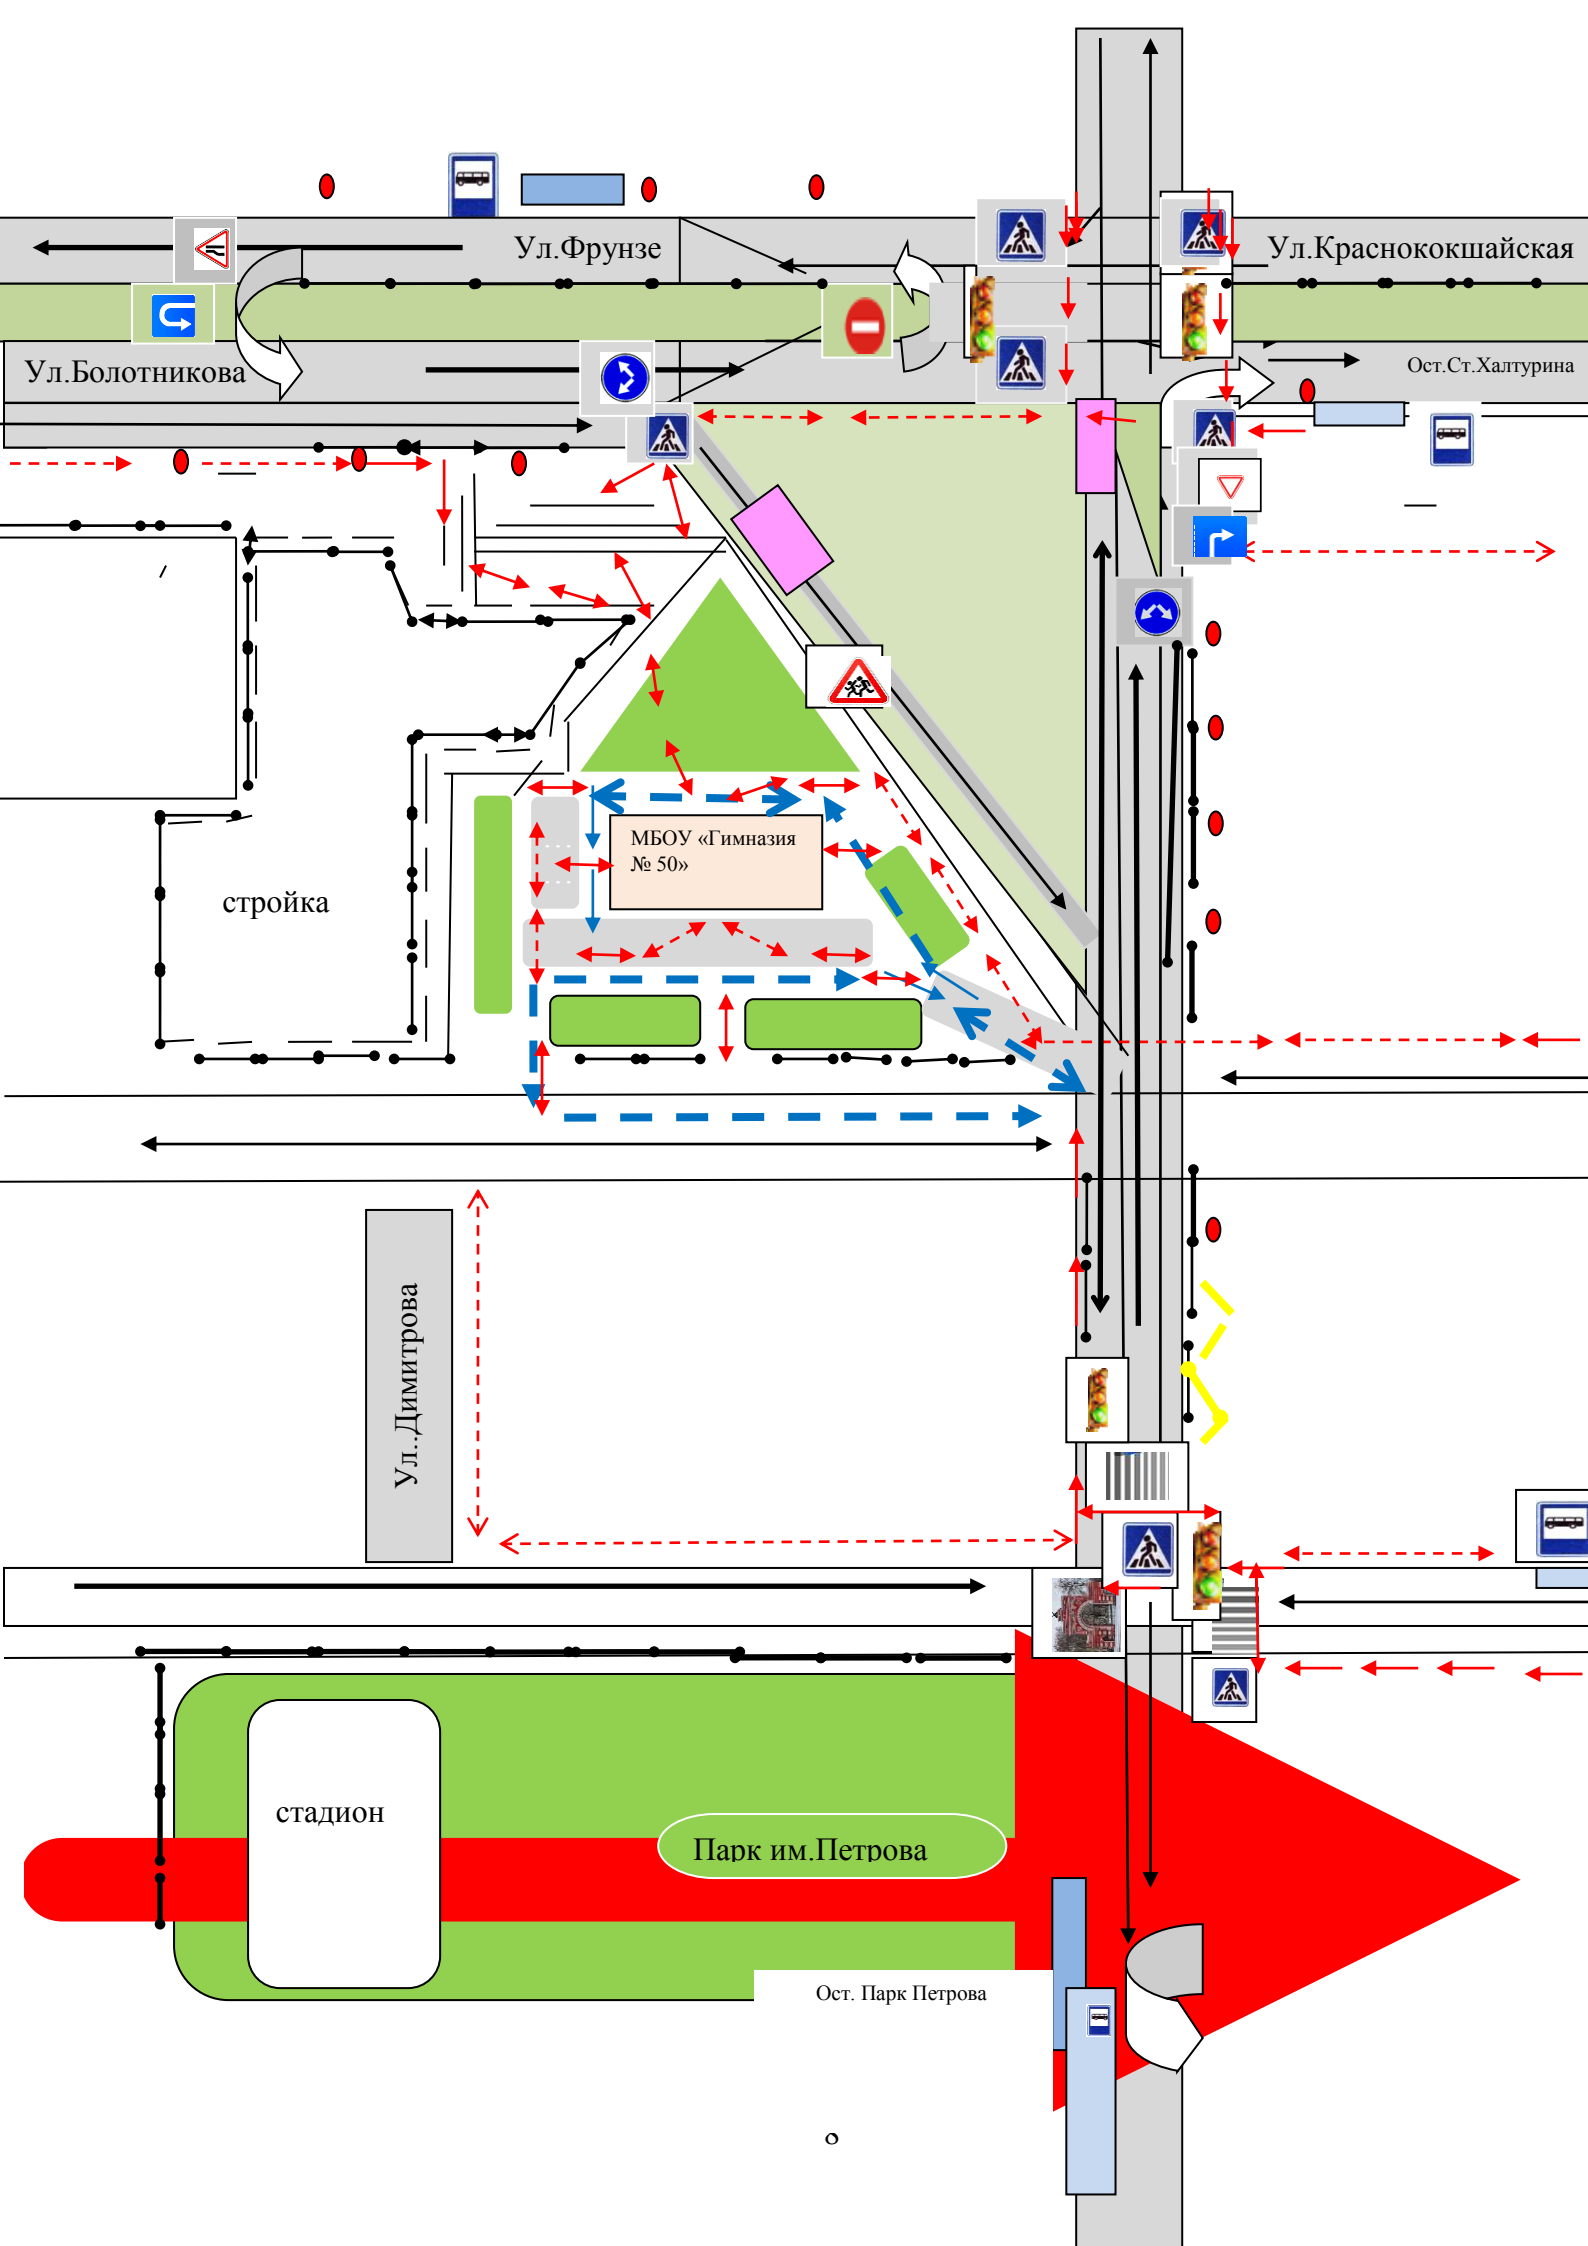 Ул.Фрунзе
Ул.Краснококшайская
Ул.Болотникова
Ост.Ст.Халтурина
МБОУ «Гимназия
№ 50»
стройка
Ул..Димитрова
стадион
Парк им.Петрова
Ост. Парк Петрова